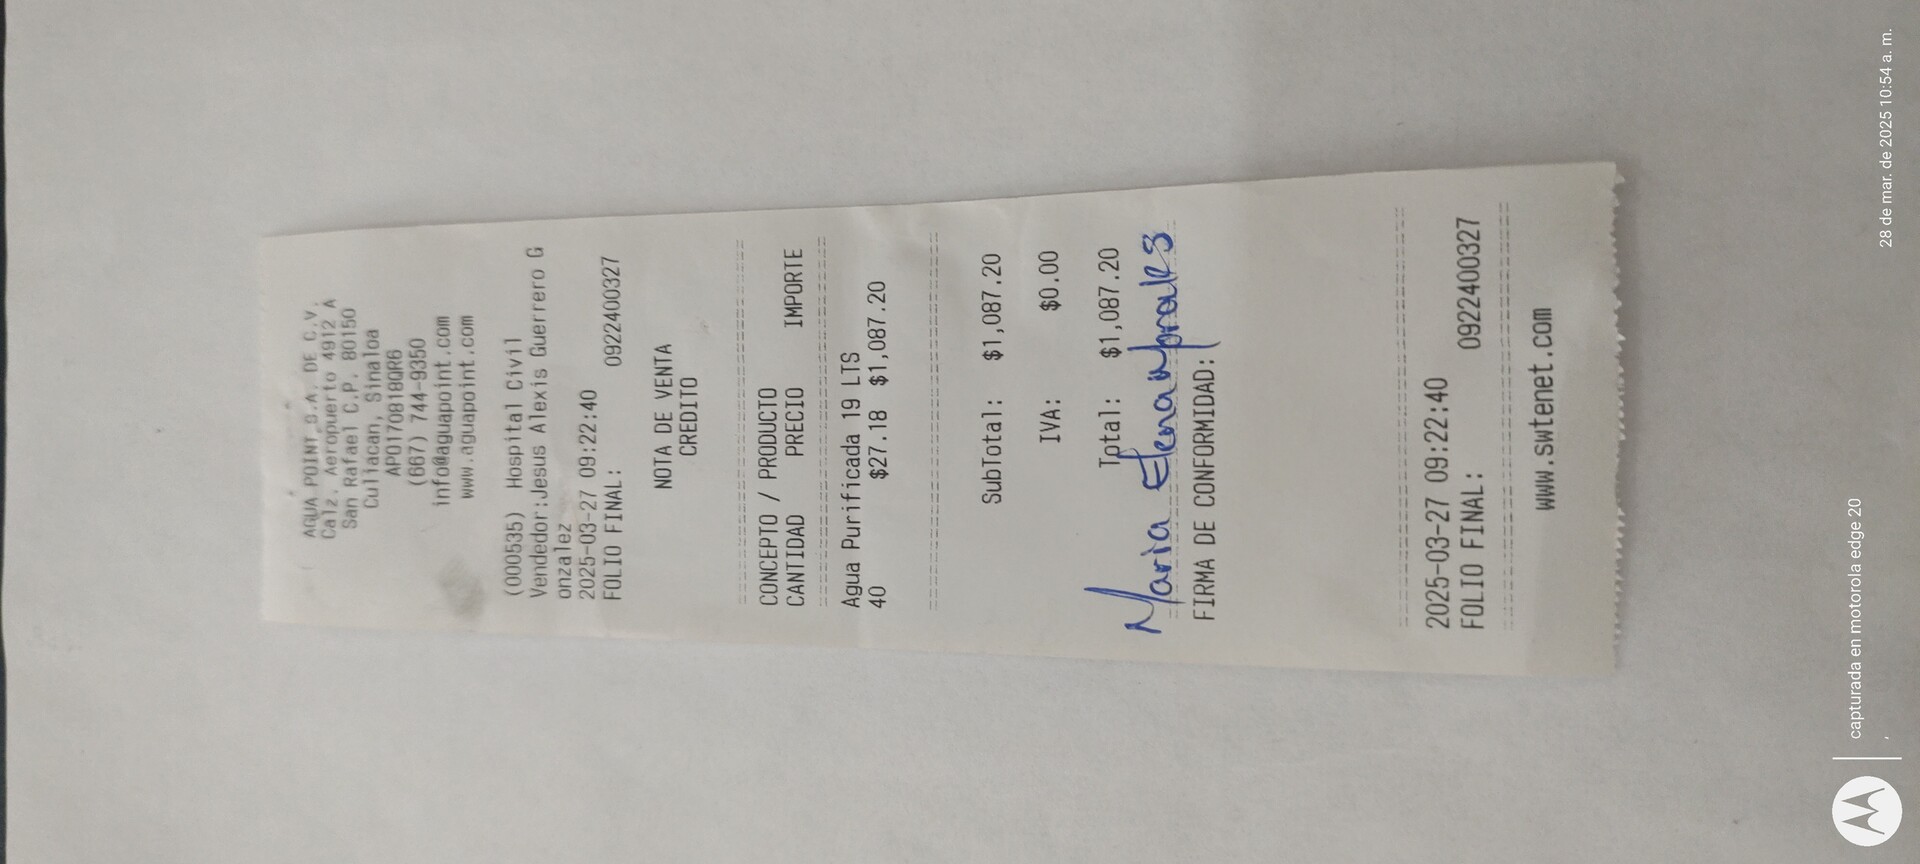 AGUA POINT S.A. DE C.V.
Calz. Aeropuerto 4912 A
San Rafael C.P. 80150
Culiacan, Sinaloa
APO170818QR6
(667) 744-9350
info@aguapoint.com
www.aguapoint.com
(000535) Hospital Civil
Vendedor:Jesus Alexis Guerrero G
onzalez
2025-03-27 09:22:40
FOLIO FINAL: 0922400327
NOTA DE VENTA
CREDITO
CONCEPTO / PRODUCTO
CANTIDAD PRECIO IMPORTE
Agua Purificada 19 LTS
40 $27.18 $1,087.20
SubTotal: $1,087.20
IVA: $0.00
Total: $1,087.20
Maria Elena
FIRMA DE CONFORMIDAD:
2025-03-27 09:22:40
FOLIO FINAL: 0922400327
www.swtenet.com
capturada en motorola edge 20
28 de mar. de 2025 10:54 a. m.